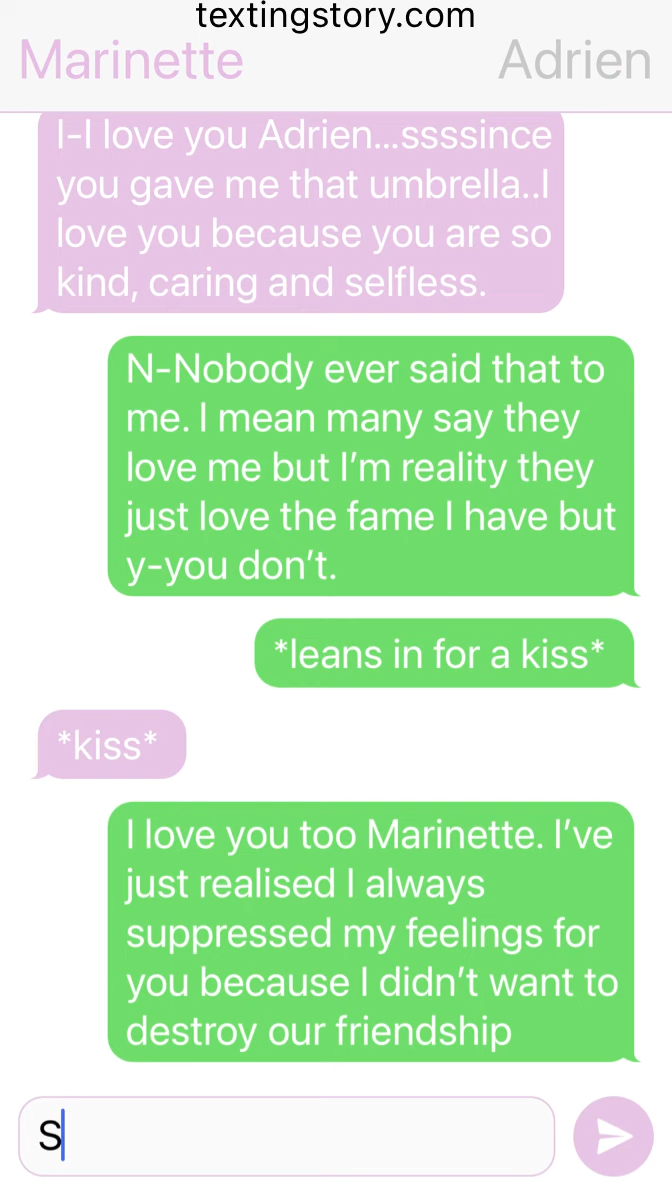 textingstory.com
Marinette Adrien
I-I love you Adrien...ssssince
you gave me that umbrella..I
love you because you are so
kind, caring and selfless.
N-Nobody ever said that to
me. I mean many say they
love me but I’m reality they
just love the fame I have but
y-you don’t.
*leans in for a kiss*
*kiss*
I love you too Marinette. I’ve
just realised I always
suppressed my feelings for
you because I didn’t want to
destroy our friendship
S